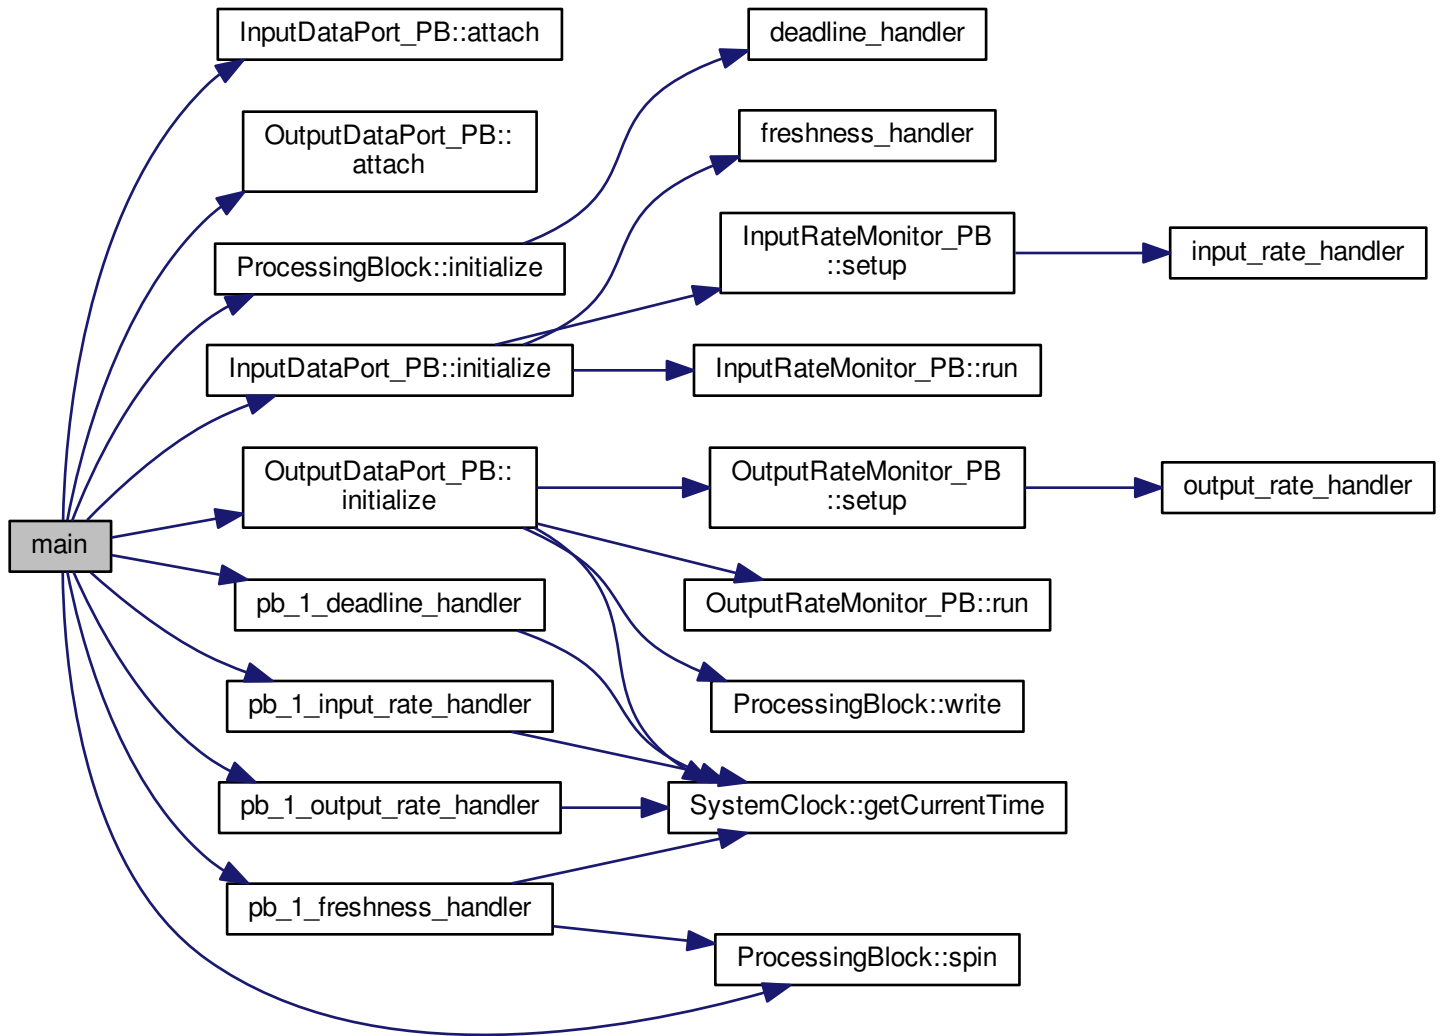 InputDataPort_PB::attach
deadline_handler
OutputDataPort_PB::
attach
freshness_handler
ProcessingBlock::initialize
InputRateMonitor_PB
::setup
input_rate_handler
InputDataPort_PB::initialize
InputRateMonitor_PB::run
OutputDataPort_PB::
initialize
OutputRateMonitor_PB
::setup
output_rate_handler
main
pb_1_deadline_handler
OutputRateMonitor_PB::run
pb_1_input_rate_handler
ProcessingBlock::write
pb_1_output_rate_handler
SystemClock::getCurrentTime
pb_1_freshness_handler
ProcessingBlock::spin